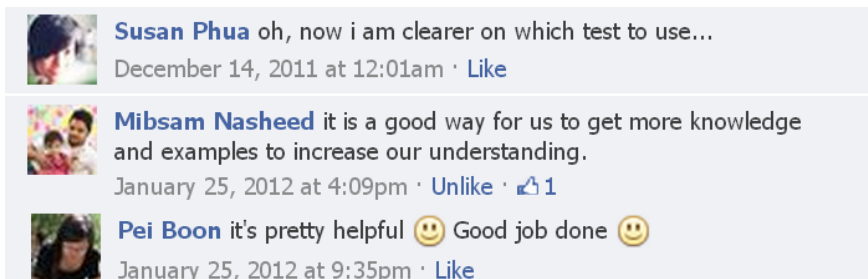 Susan Phua oh, now i am clearer on which test to use...
December 14, 2011 at 12:01am · Like
Mibsam Nasheed it is a good way for us to get more knowledge
and examples to increase our understanding.
January 25, 2012 at 4:09pm · Unlike · 1
Pei Boon it's pretty helpful Good job done
January 25, 2012 at 9:35pm · Like